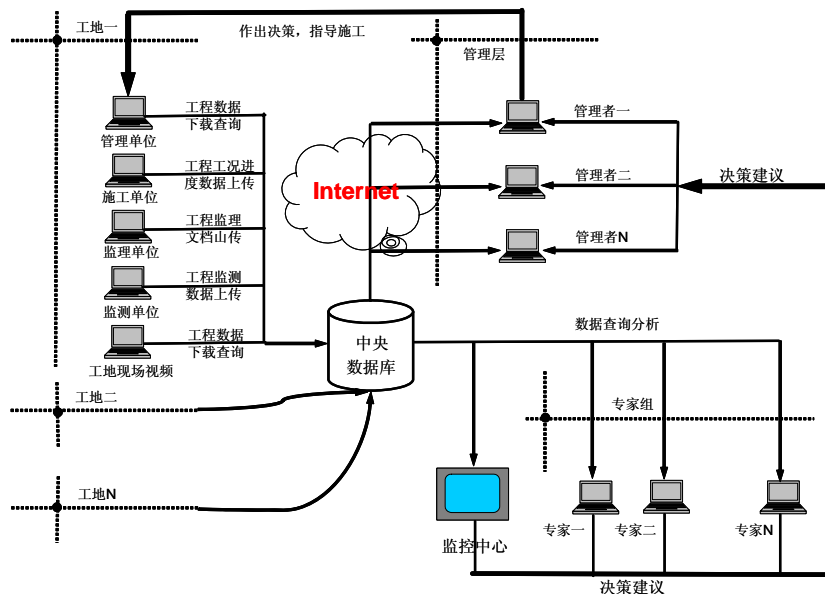 工地一
作出决策，指导施工
管理层
工程数据
下载查询
管理单位
工程工况进
度数据上传
施工单位
工程监理
文档山传
监理单位
工程监测
数据上传
监测单位
工程数据
下载查询
工地现场视频
Internet
管理者一
管理者二
管理者N
决策建议
中央
数据库
数据查询分析
工地二
专家组
工地N
监控中心
专家一
专家二
专家N
决策建议